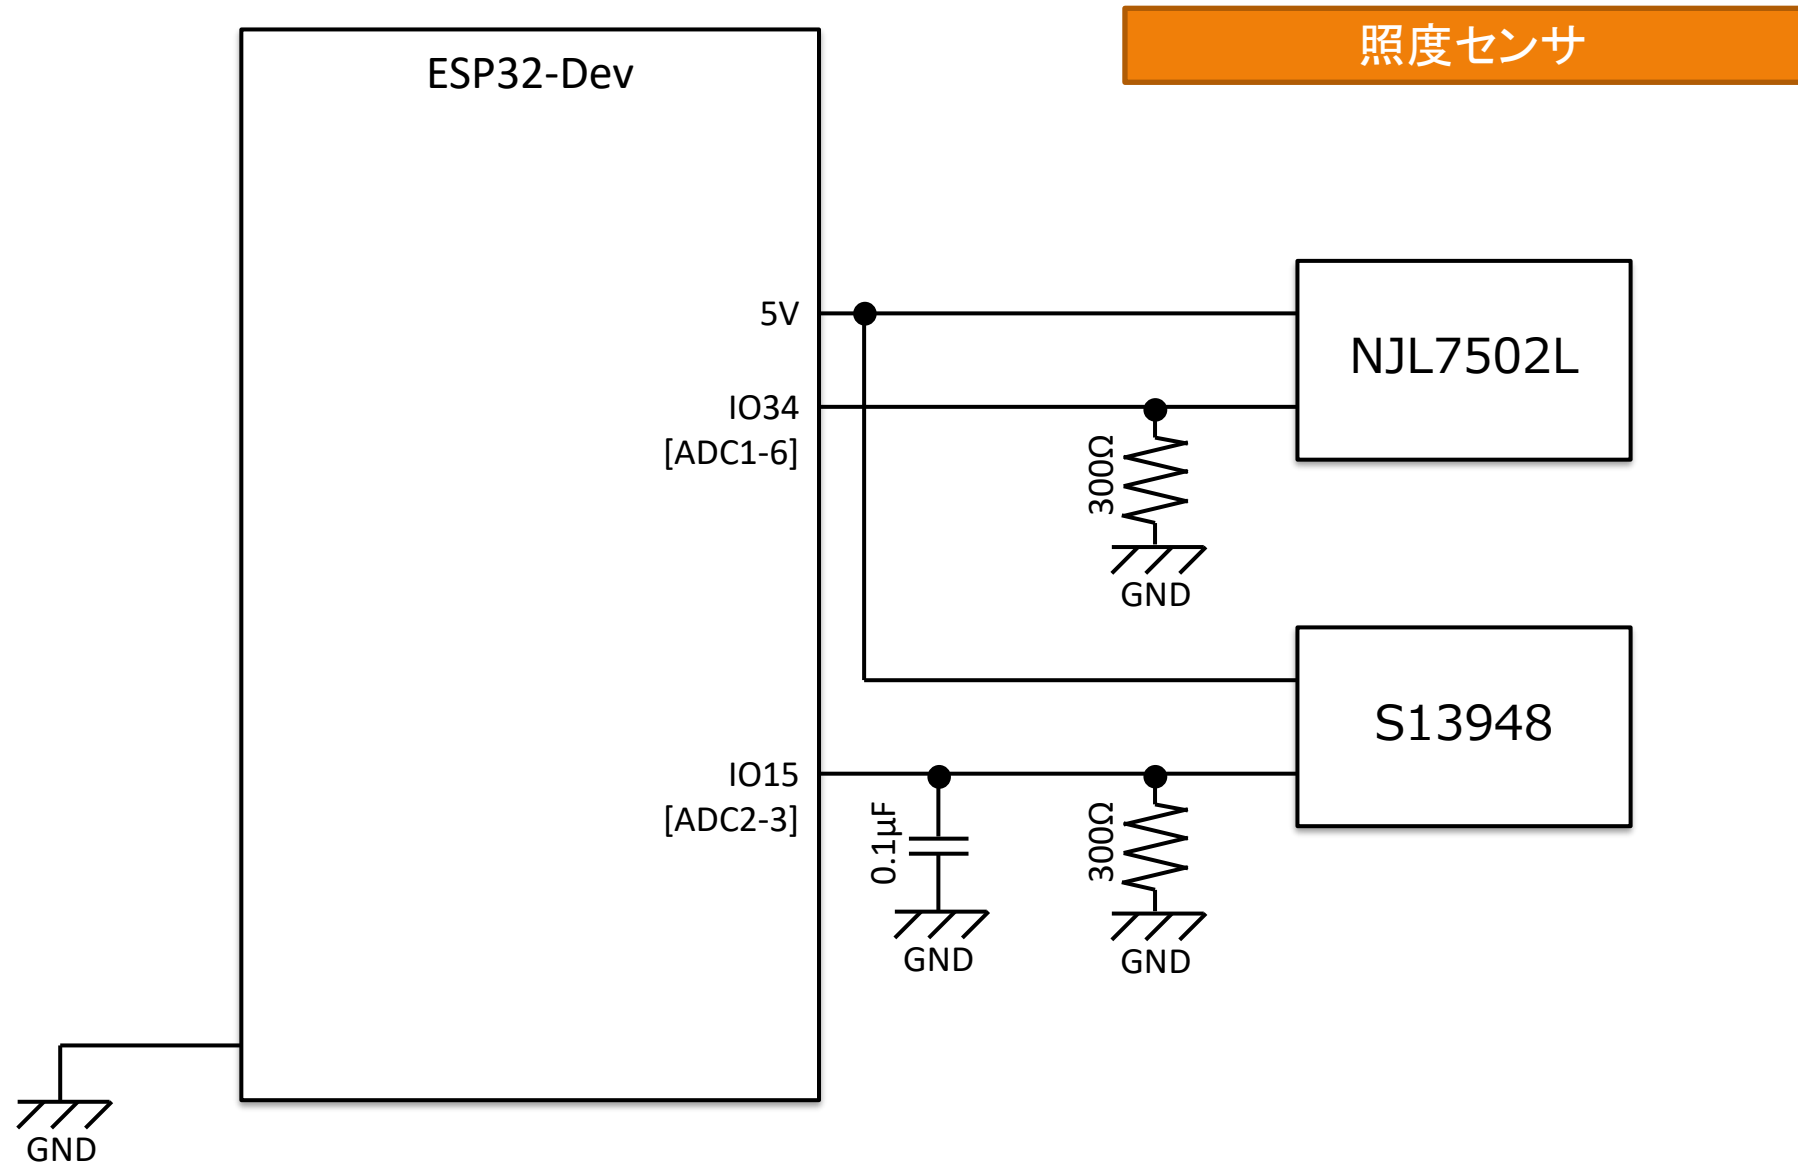 照度センサ
ESP32-Dev
5V
IO34
[ADC1-6]
NJL7502L
300Ω
GND
S13948
IO15
[ADC2-3]
0.1μF
300Ω
GND
GND
GND